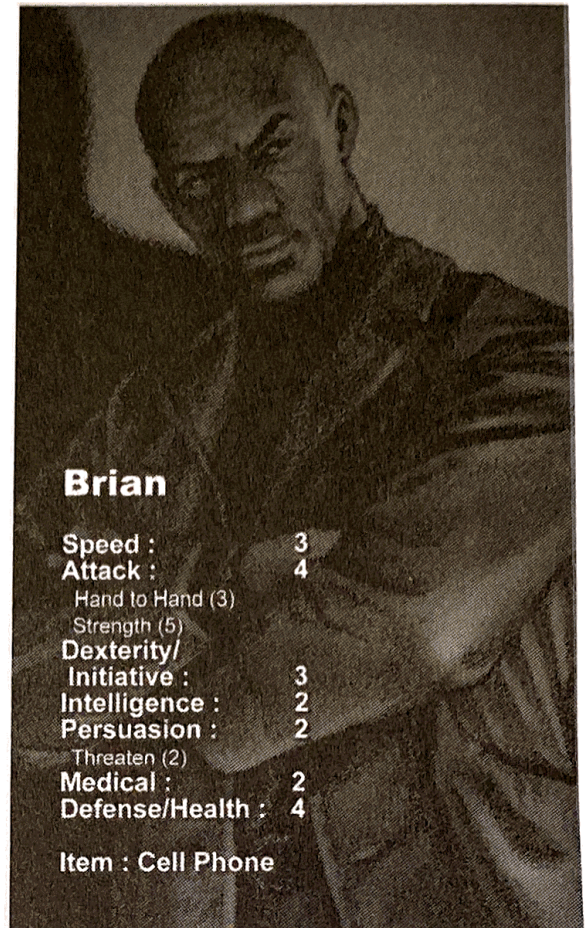 Brian
Speed : 3
Attack : 4
Hand to Hand (3)
Strength (5)
Dexterity/
Initiative : 3
Intelligence : 2
Persuasion : 2
Threaten (2)
Medical : 2
Defense/Health : 4
Item : Cell Phone